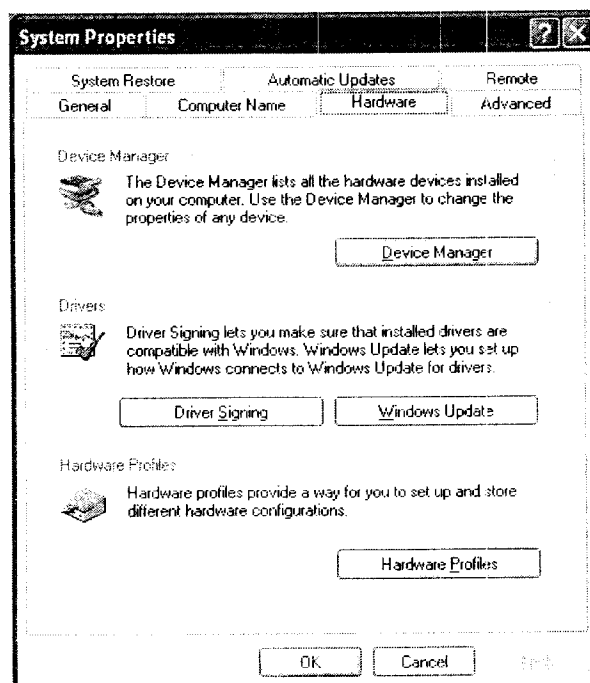 System Properties
System Restore Automatic Updates Remote
General Computer Name Hardware Advanced
Device Manager
The Device Manager lists all the hardware devices installed
on your computer. Use the Device Manager to change the
properties of any device.
Device Manager
Drivers
Driver Signing lets you make sure that installed drivers are
compatible with Windows. Windows Update lets you set up
how Windows connects to Windows Update for drivers.
Driver Signing Windows Update
Hardware Profiles
Hardware profiles provide a way for you to set up and store
different hardware configurations.
Hardware Profiles
OK Cancel